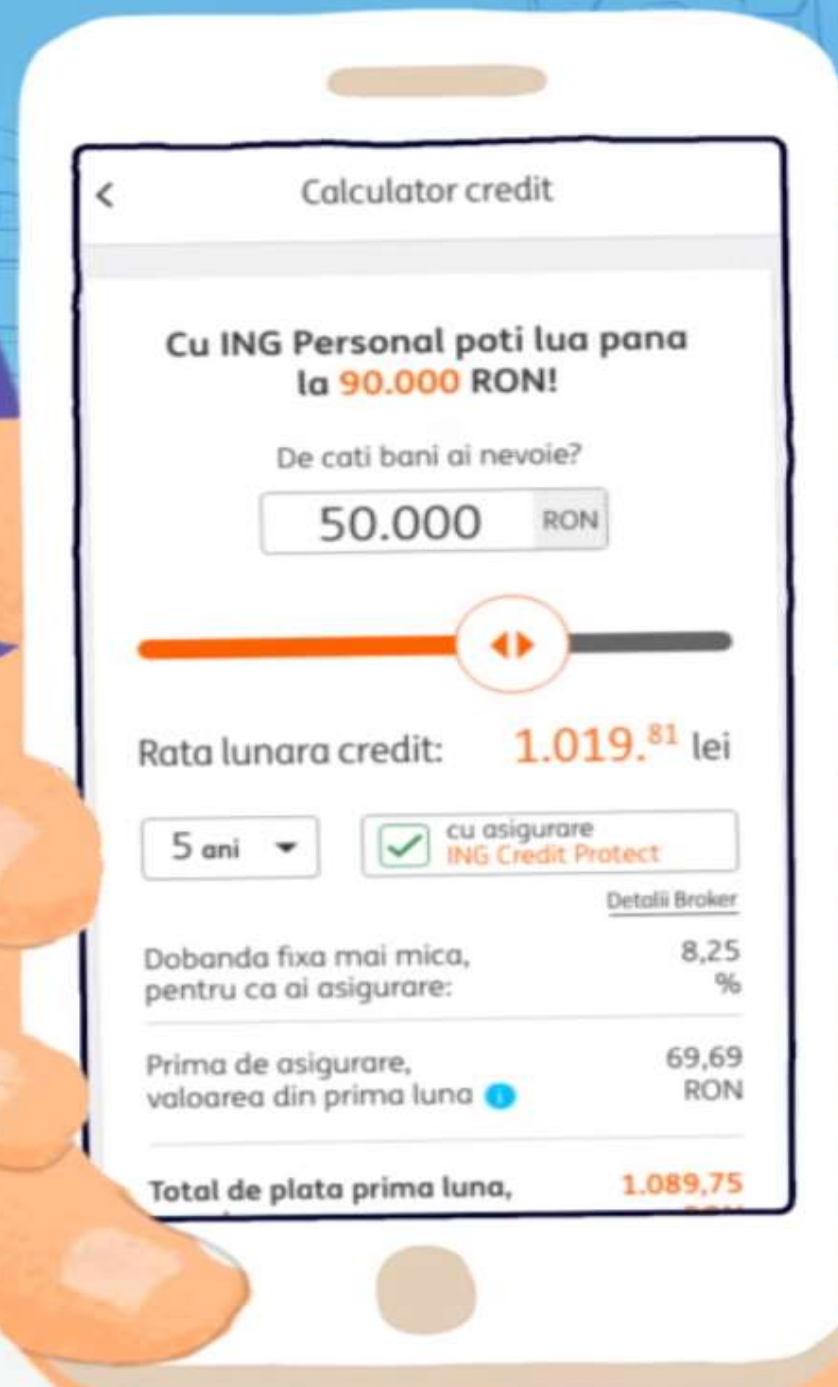 Calculator credit
Cu ING Personal poti lua pana
la 90.000 RON!
De cati bani ai nevoie?
50.000 RON
Rata lunara credit: 1.019.81 lei
5 ani
cu asigurare
ING Credit Protect
Detalii Broker
Dobanda fixa mai mica, 8,25
pentru ca ai asigurare: %
Prima de asigurare, 69,69
valoarea din prima luna RON
Total de plata prima luna, 1.089,75